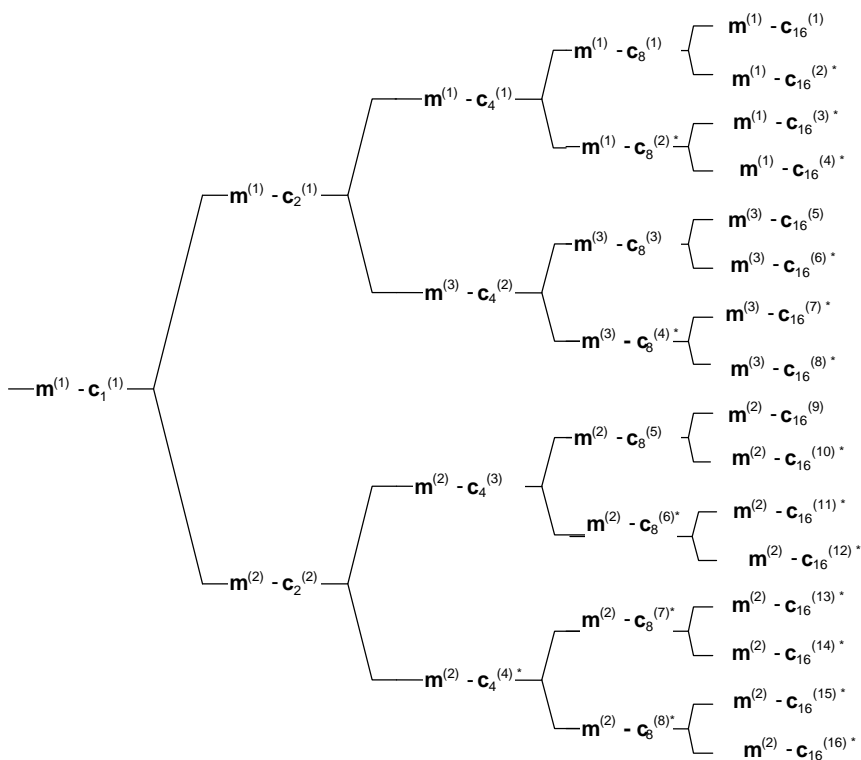 m(1) - c1(1)
m(1) - c2(1)
m(2) - c2(2)
m(1) - c4(1)
m(3) - c4(2)
m(2) - c4(3)
m(2) - c4(4) *
m(1) - c8(1)
m(1) - c8(2) *
m(3) - c8(3)
m(3) - c8(4) *
m(2) - c8(5)
m(2) - c8(6)*
m(2) - c8(7)*
m(2) - c8(8)*
m(1) - c16(1)
m(1) - c16(2) *
m(1) - c16(3) *
m(1) - c16(4) *
m(3) - c16(5)
m(3) - c16(6) *
m(3) - c16(7) *
m(3) - c16(8) *
m(2) - c16(9)
m(2) - c16(10) *
m(2) - c16(11) *
m(2) - c16(12) *
m(2) - c16(13) *
m(2) - c16(14) *
m(2) - c16(15) *
m(2) - c16(16) *